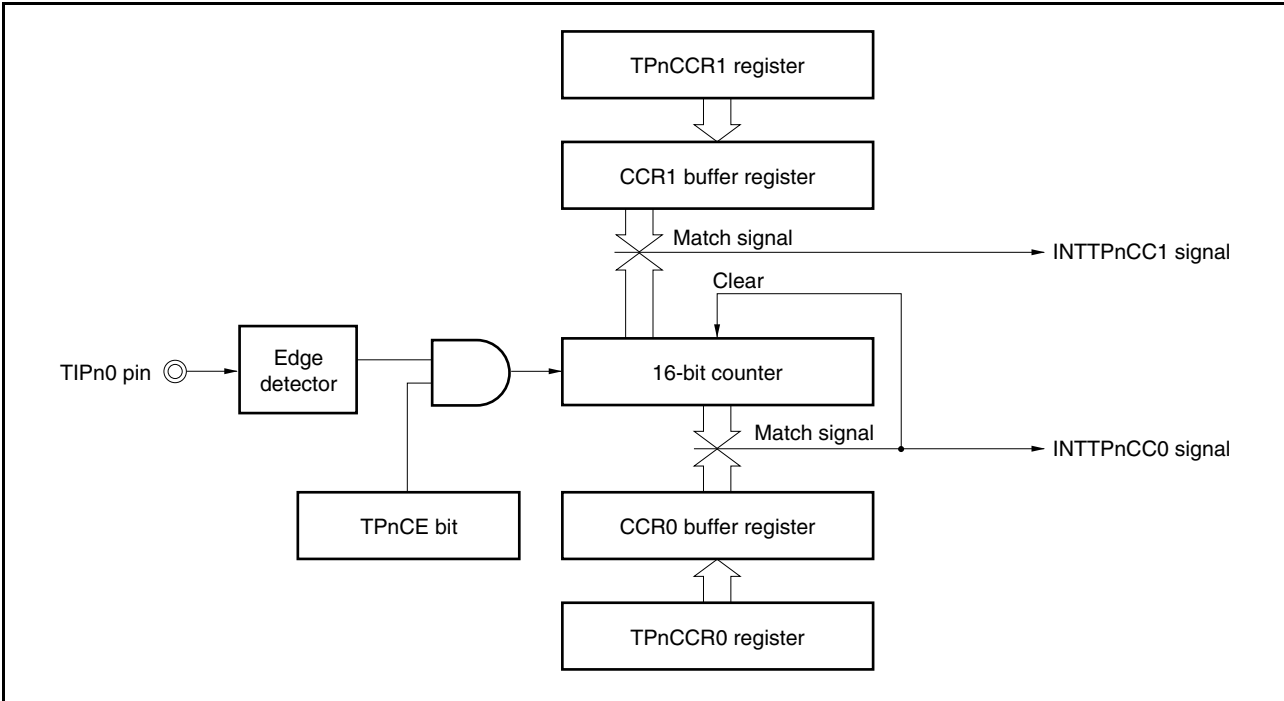 TPnCCR1 register
CCR1 buffer register
Match signal
INTTPnCC1 signal
Clear
TIPn0 pin
Edge
detector
16-bit counter
Match signal
INTTPnCC0 signal
TPnCE bit
CCR0 buffer register
TPnCCR0 register